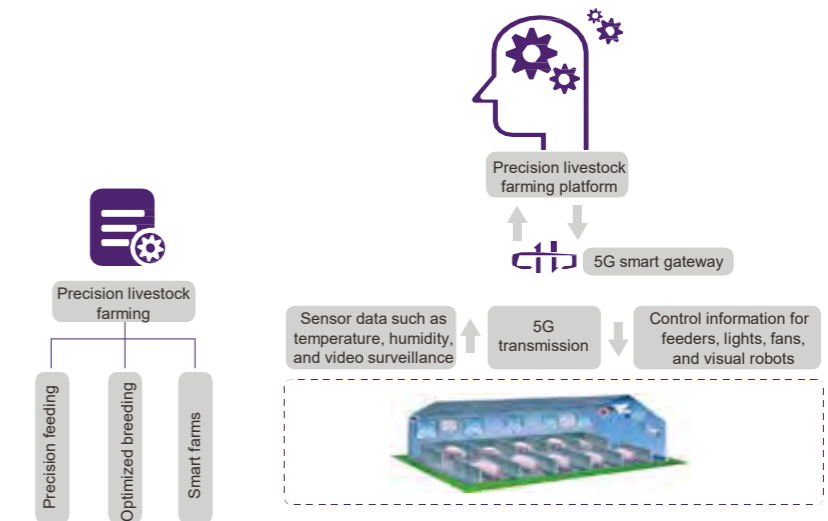 Precision livestock
farming platform
5G smart gateway
Precision livestock
farming
Sensor data such as
temperature, humidity,
and video surveillance
5G
transmission
Control information for
feeders, lights, fans,
and visual robots
Precision feeding
Optimized breeding
Smart farms